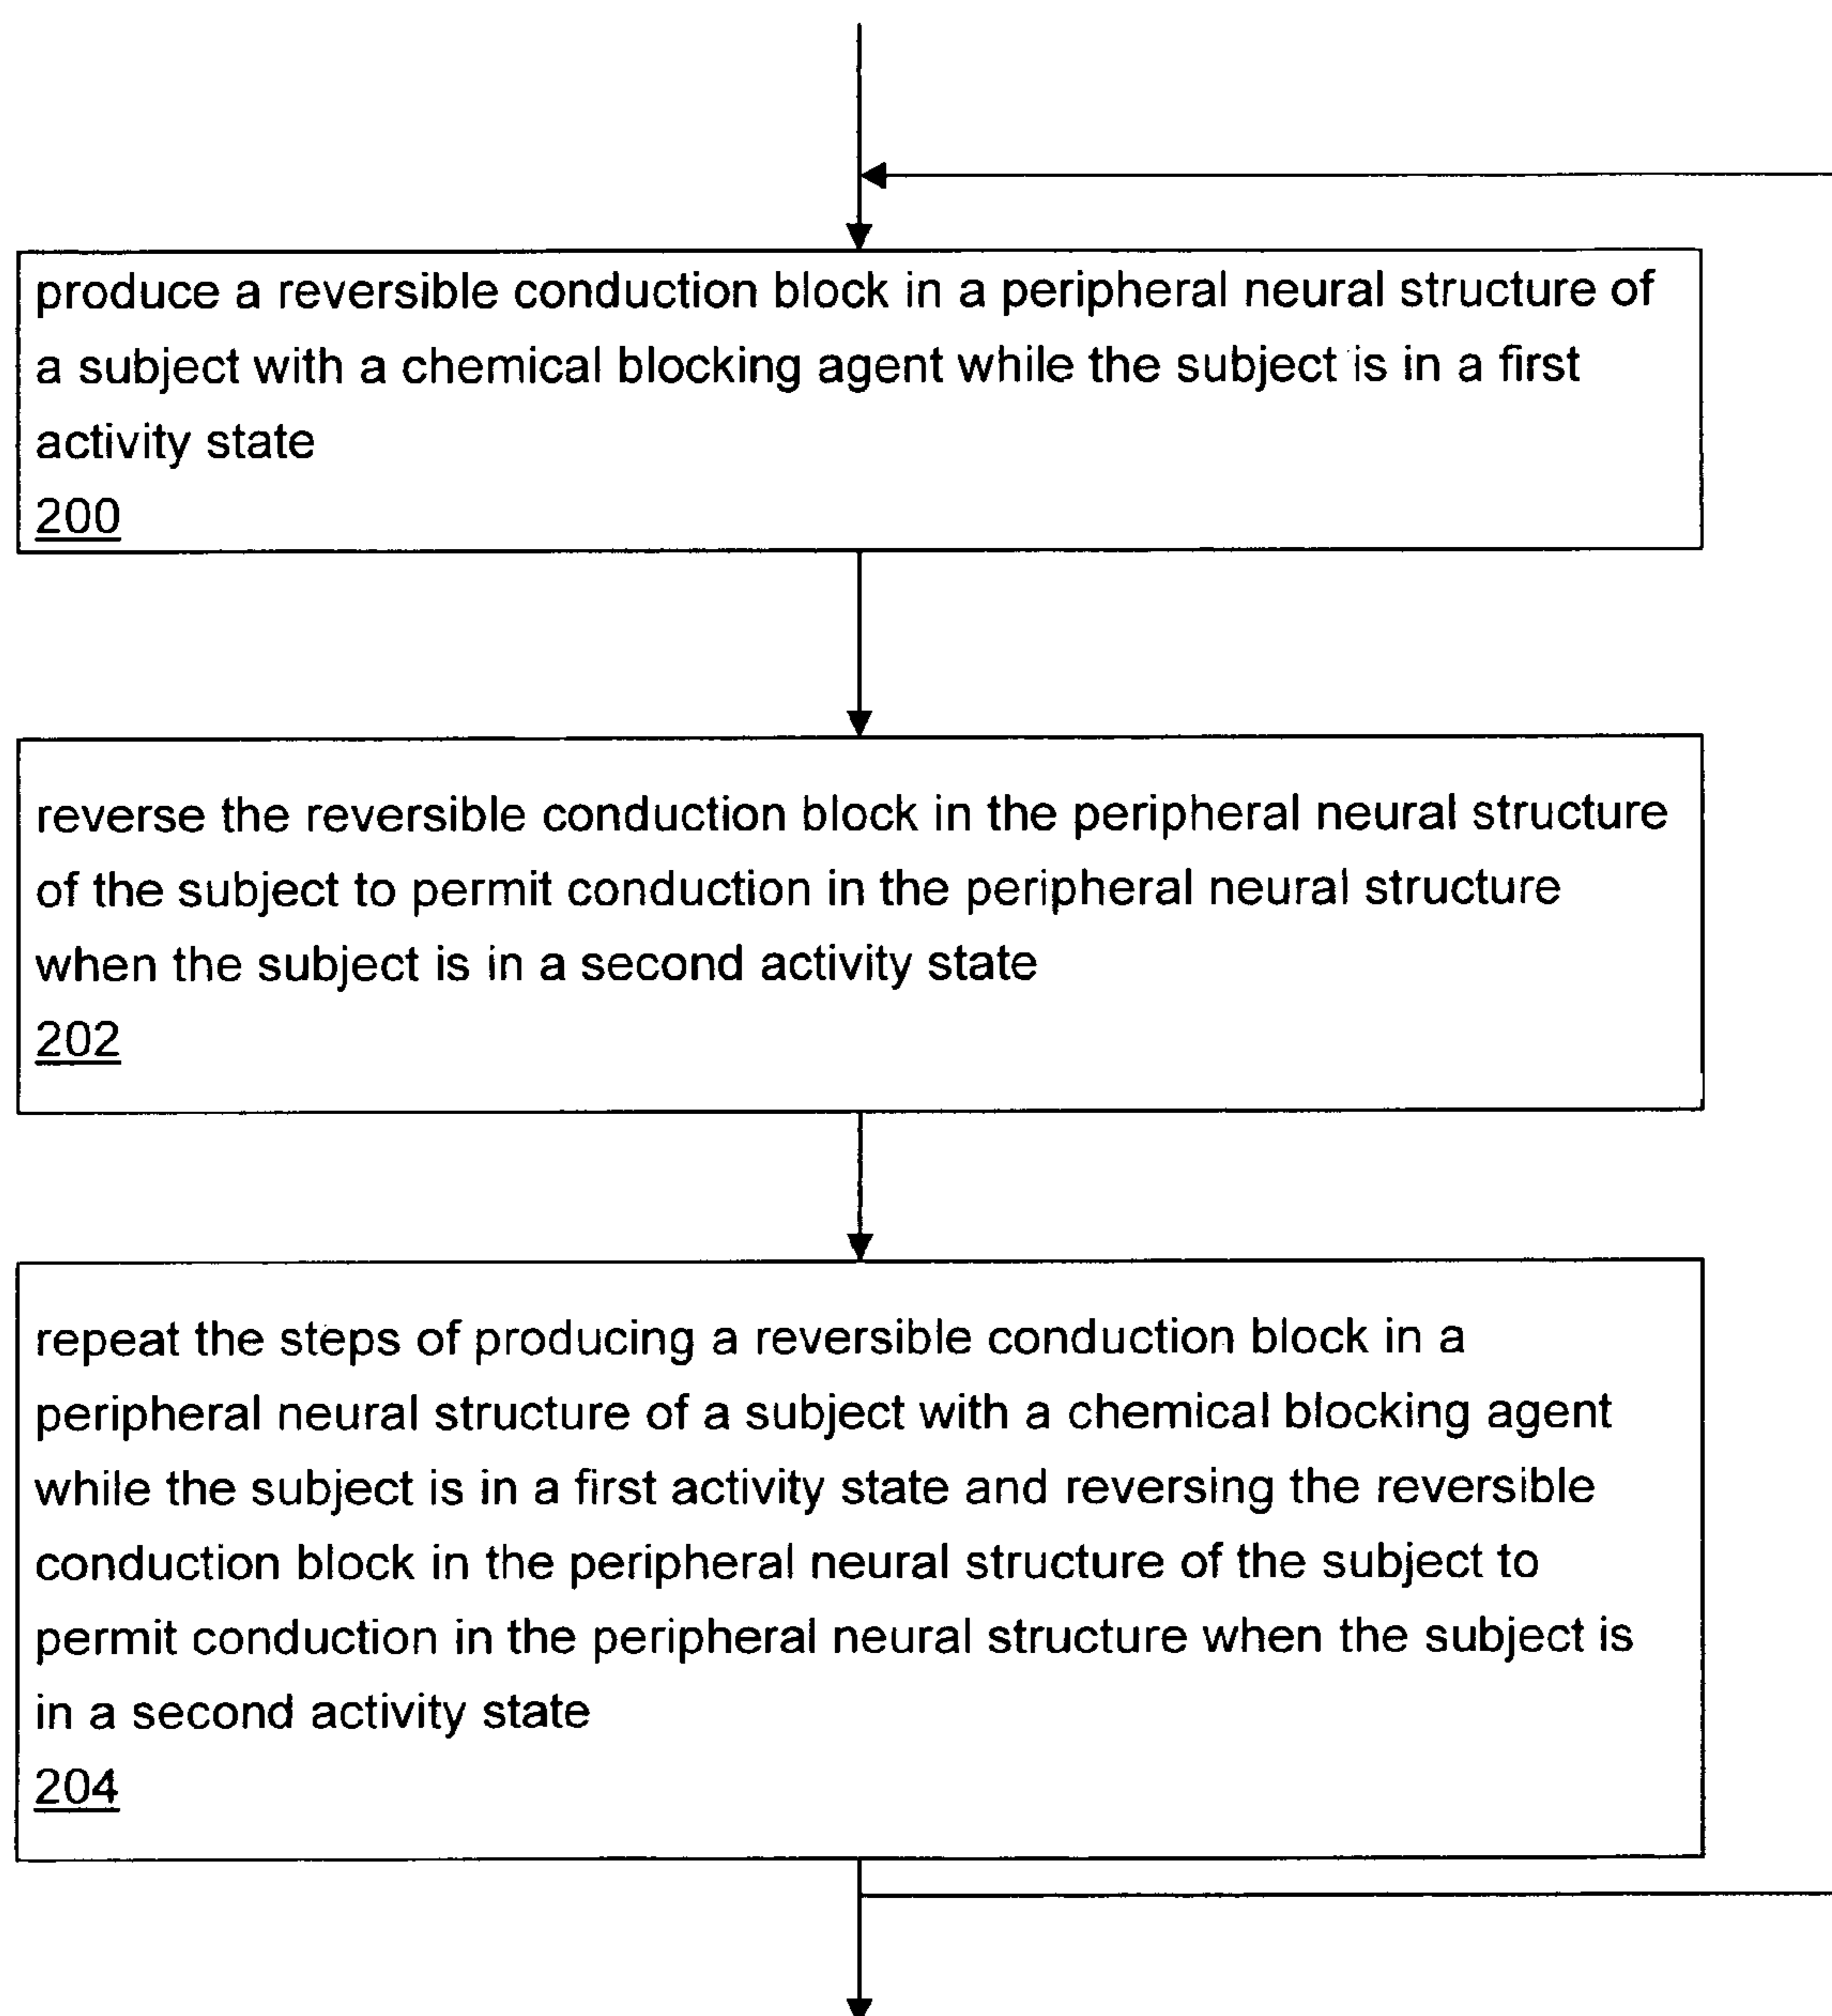 produce a reversible conduction block in a peripheral neural structure of
a subject with a chemical blocking agent while the subject is in a first
activity state
200
reverse the reversible conduction block in the peripheral neural structure
of the subject to permit conduction in the peripheral neural structure
when the subject is in a second activity state
202
repeat the steps of producing a reversible conduction block in a
peripheral neural structure of a subject with a chemical blocking agent
while the subject is in a first activity state and reversing the reversible
conduction block in the peripheral neural structure of the subject to
permit conduction in the peripheral neural structure when the subject is
in a second activity state
204